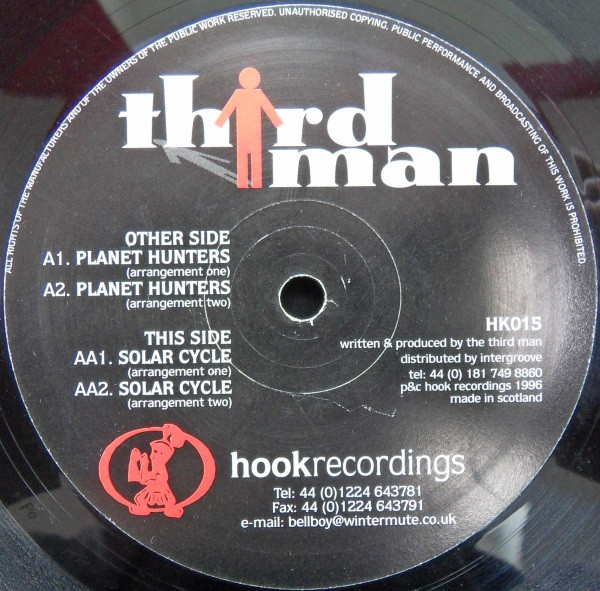 ALL RIGHTS OF THE MANUFACTURERS AND OF THE OWNERS OF THE PUBLIC WORK RESERVED. UNAUTHORISED COPYING, PUBLIC PERFORMANCE AND BROADCASTING OF THIS WORK IS PROHIBITED.
third
man
OTHER SIDE
A1. PLANET HUNTERS
(arrangement one)
A2. PLANET HUNTERS
(arrangement two)
THIS SIDE
AA1. SOLAR CYCLE
(arrangement one)
AA2. SOLAR CYCLE
(arrangement two)
HK015
written & produced by the third man
distributed by intergroove
tel: 44 (0) 181 749 8860
p&c hook recordings 1996
made in scotland
hookrecordings
Tel: 44 (0)1224 643781
Fax: 44 (0)1224 643791
e-mail: bellboy@wintermute.co.uk